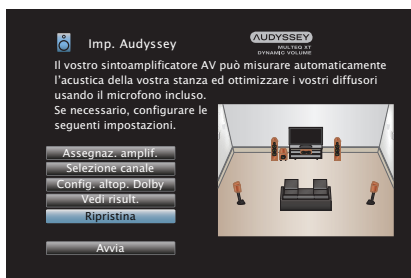 Imp. Audyssey
AUDYSSEY
MULTEQ XT
DYNAMIC VOLUME
Il vostro sintoamplificatore AV può misurare automaticamente
l'acustica della vostra stanza ed ottimizzare i vostri diffusori
usando il microfono incluso.
Se necessario, configurare le
seguenti impostazioni.
Assegnaz. amplif.
Selezione canale
Config. altop. Dolby
Vedi risult.
Ripristina
Avvia